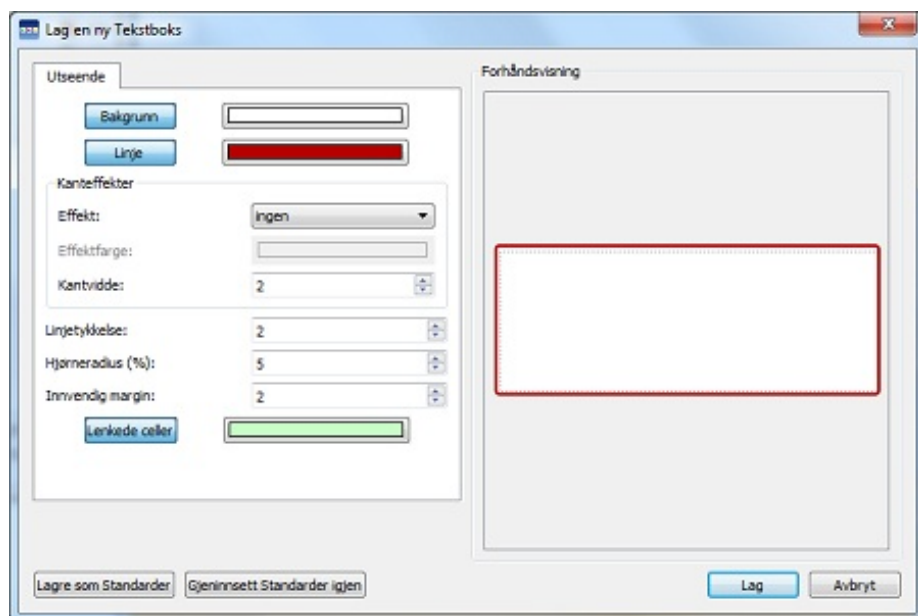 Lag en ny Tekstboks
Utseende
Bakgrunn
Linje
Kanteffekter
Effekt: ingen
Effektfarge:
Kantvidde: 2
Linjetykkelse: 2
Hjørneradius (%): 5
Innvendig margin: 2
Lenkede celler
Forhåndsvisning
Lagre som Standarder Gjeninnsett Standarder igjen Lag Avbryt